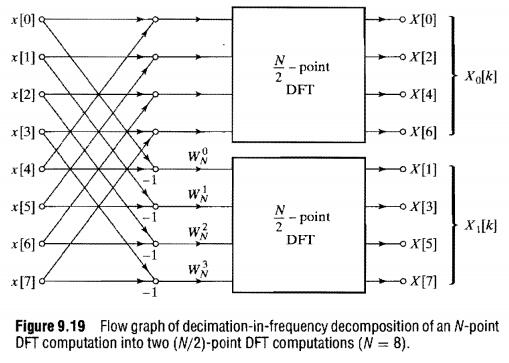 x[0]
x[1]
x[2]
x[3]
x[4]
x[5]
x[6]
x[7]
-1
-1
-1
-1
W_N^0
W_N^1
W_N^2
W_N^3
N/2 - point
DFT
N/2 - point
DFT
X[0]
X[2]
X[4]
X[6]
X[1]
X[3]
X[5]
X[7]
X_0[k]
X_1[k]
Figure 9.19 Flow graph of decimation-in-frequency decomposition of an N-point
DFT computation into two (N/2)-point DFT computations (N = 8).